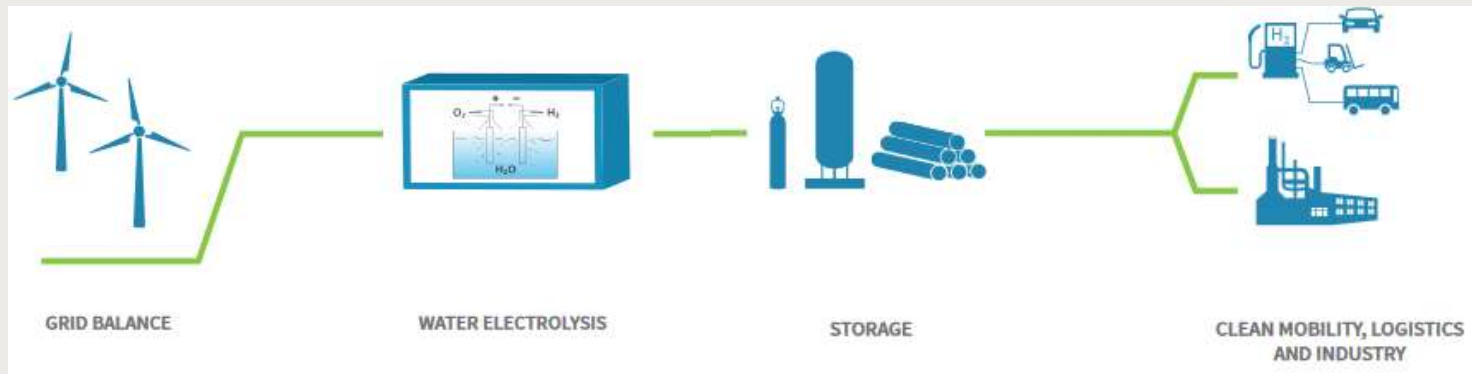 H₂
+ −
O₂ H₂
H₂O
GRID BALANCE
WATER ELECTROLYSIS
STORAGE
CLEAN MOBILITY, LOGISTICS
AND INDUSTRY